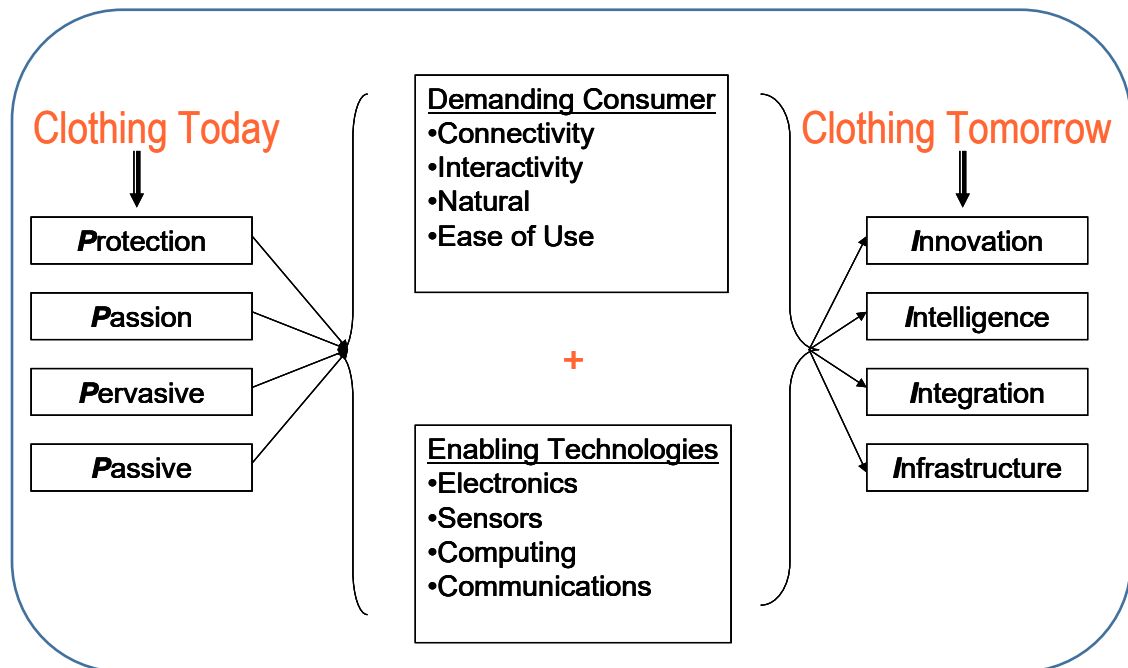 Clothing Today
Protection
Passion
Pervasive
Passive
Demanding Consumer
•Connectivity
•Interactivity
•Natural
•Ease of Use
+
Enabling Technologies
•Electronics
•Sensors
•Computing
•Communications
Clothing Tomorrow
Innovation
Intelligence
Integration
Infrastructure